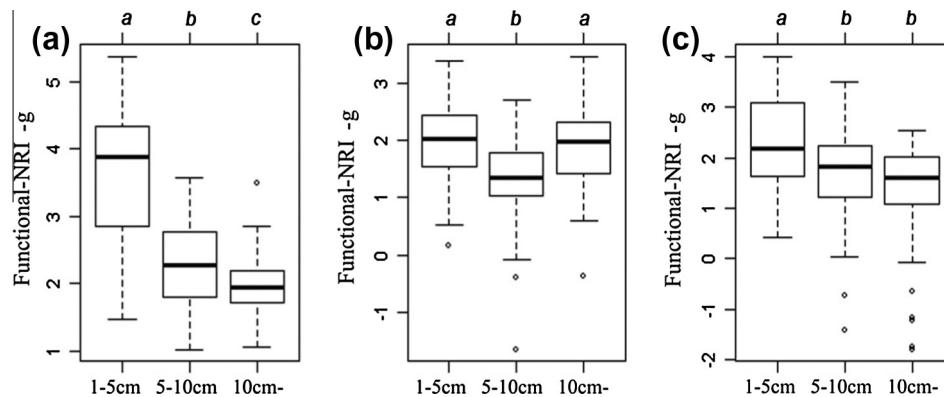 (a)
a b c
Functional-NRI -g
5
4
3
2
1
1-5cm 5-10cm 10cm-
(b)
a b a
Functional-NRI -g
3
2
1
0
-1
1-5cm 5-10cm 10cm-
(c)
a b b
Functional-NRI -g
4
3
2
1
0
-1
-2
1-5cm 5-10cm 10cm-